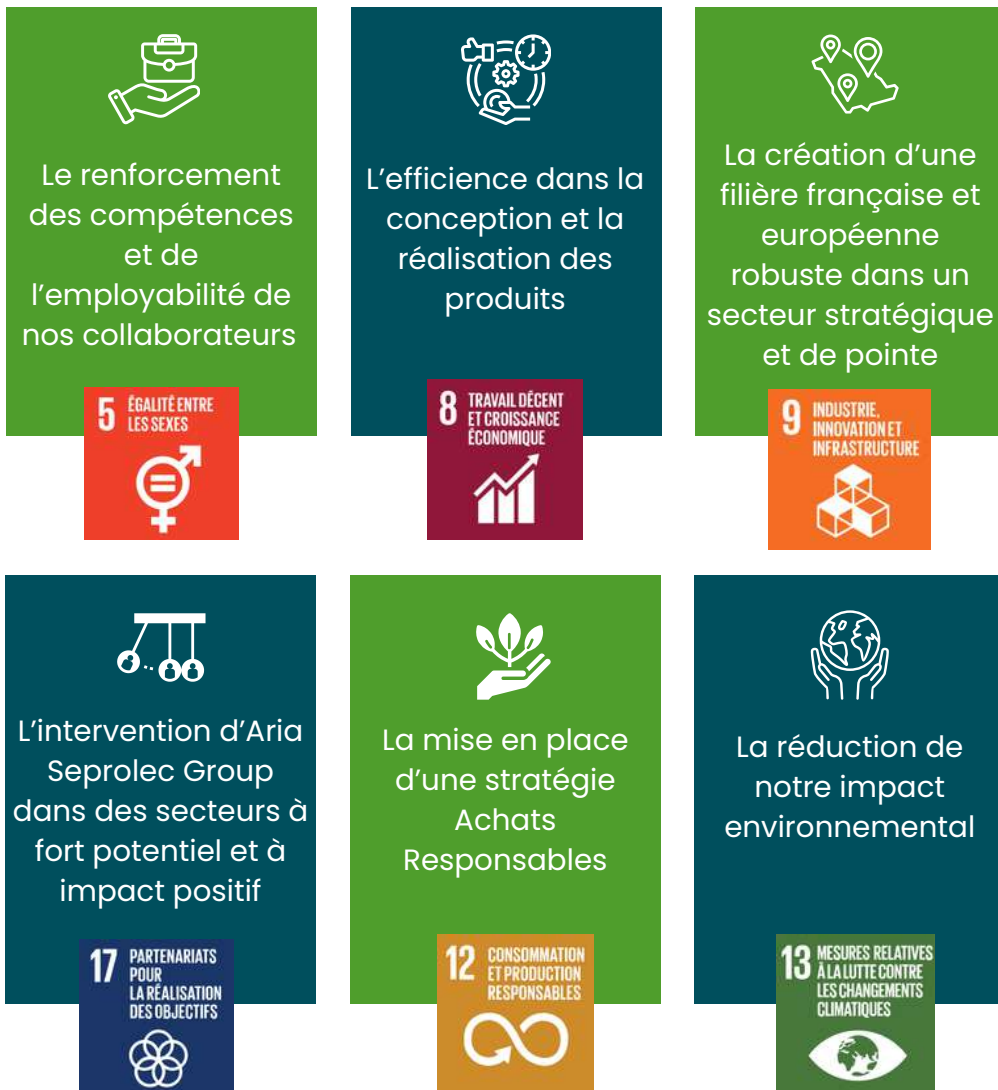 Le renforcement
des compétences
et de
l’employabilité de
nos collaborateurs
5 ÉGALITÉ ENTRE
LES SEXES
L’efficience dans la
conception et la
réalisation des
produits
8 TRAVAIL DÉCENT
ET CROISSANCE
ÉCONOMIQUE
La création d’une
filière française et
européenne
robuste dans un
secteur stratégique
et de pointe
9 INDUSTRIE,
INNOVATION ET
INFRASTRUCTURE
L’intervention d’Aria
Seprolec Group
dans des secteurs à
fort potentiel et à
impact positif
17 PARTENARIATS
POUR
LA RÉALISATION
DES OBJECTIFS
La mise en place
d’une stratégie
Achats
Responsables
12 CONSOMMATION
ET PRODUCTION
RESPONSABLES
La réduction de
notre impact
environnemental
13 MESURES RELATIVES
À LA LUTTE CONTRE
LES CHANGEMENTS
CLIMATIQUES